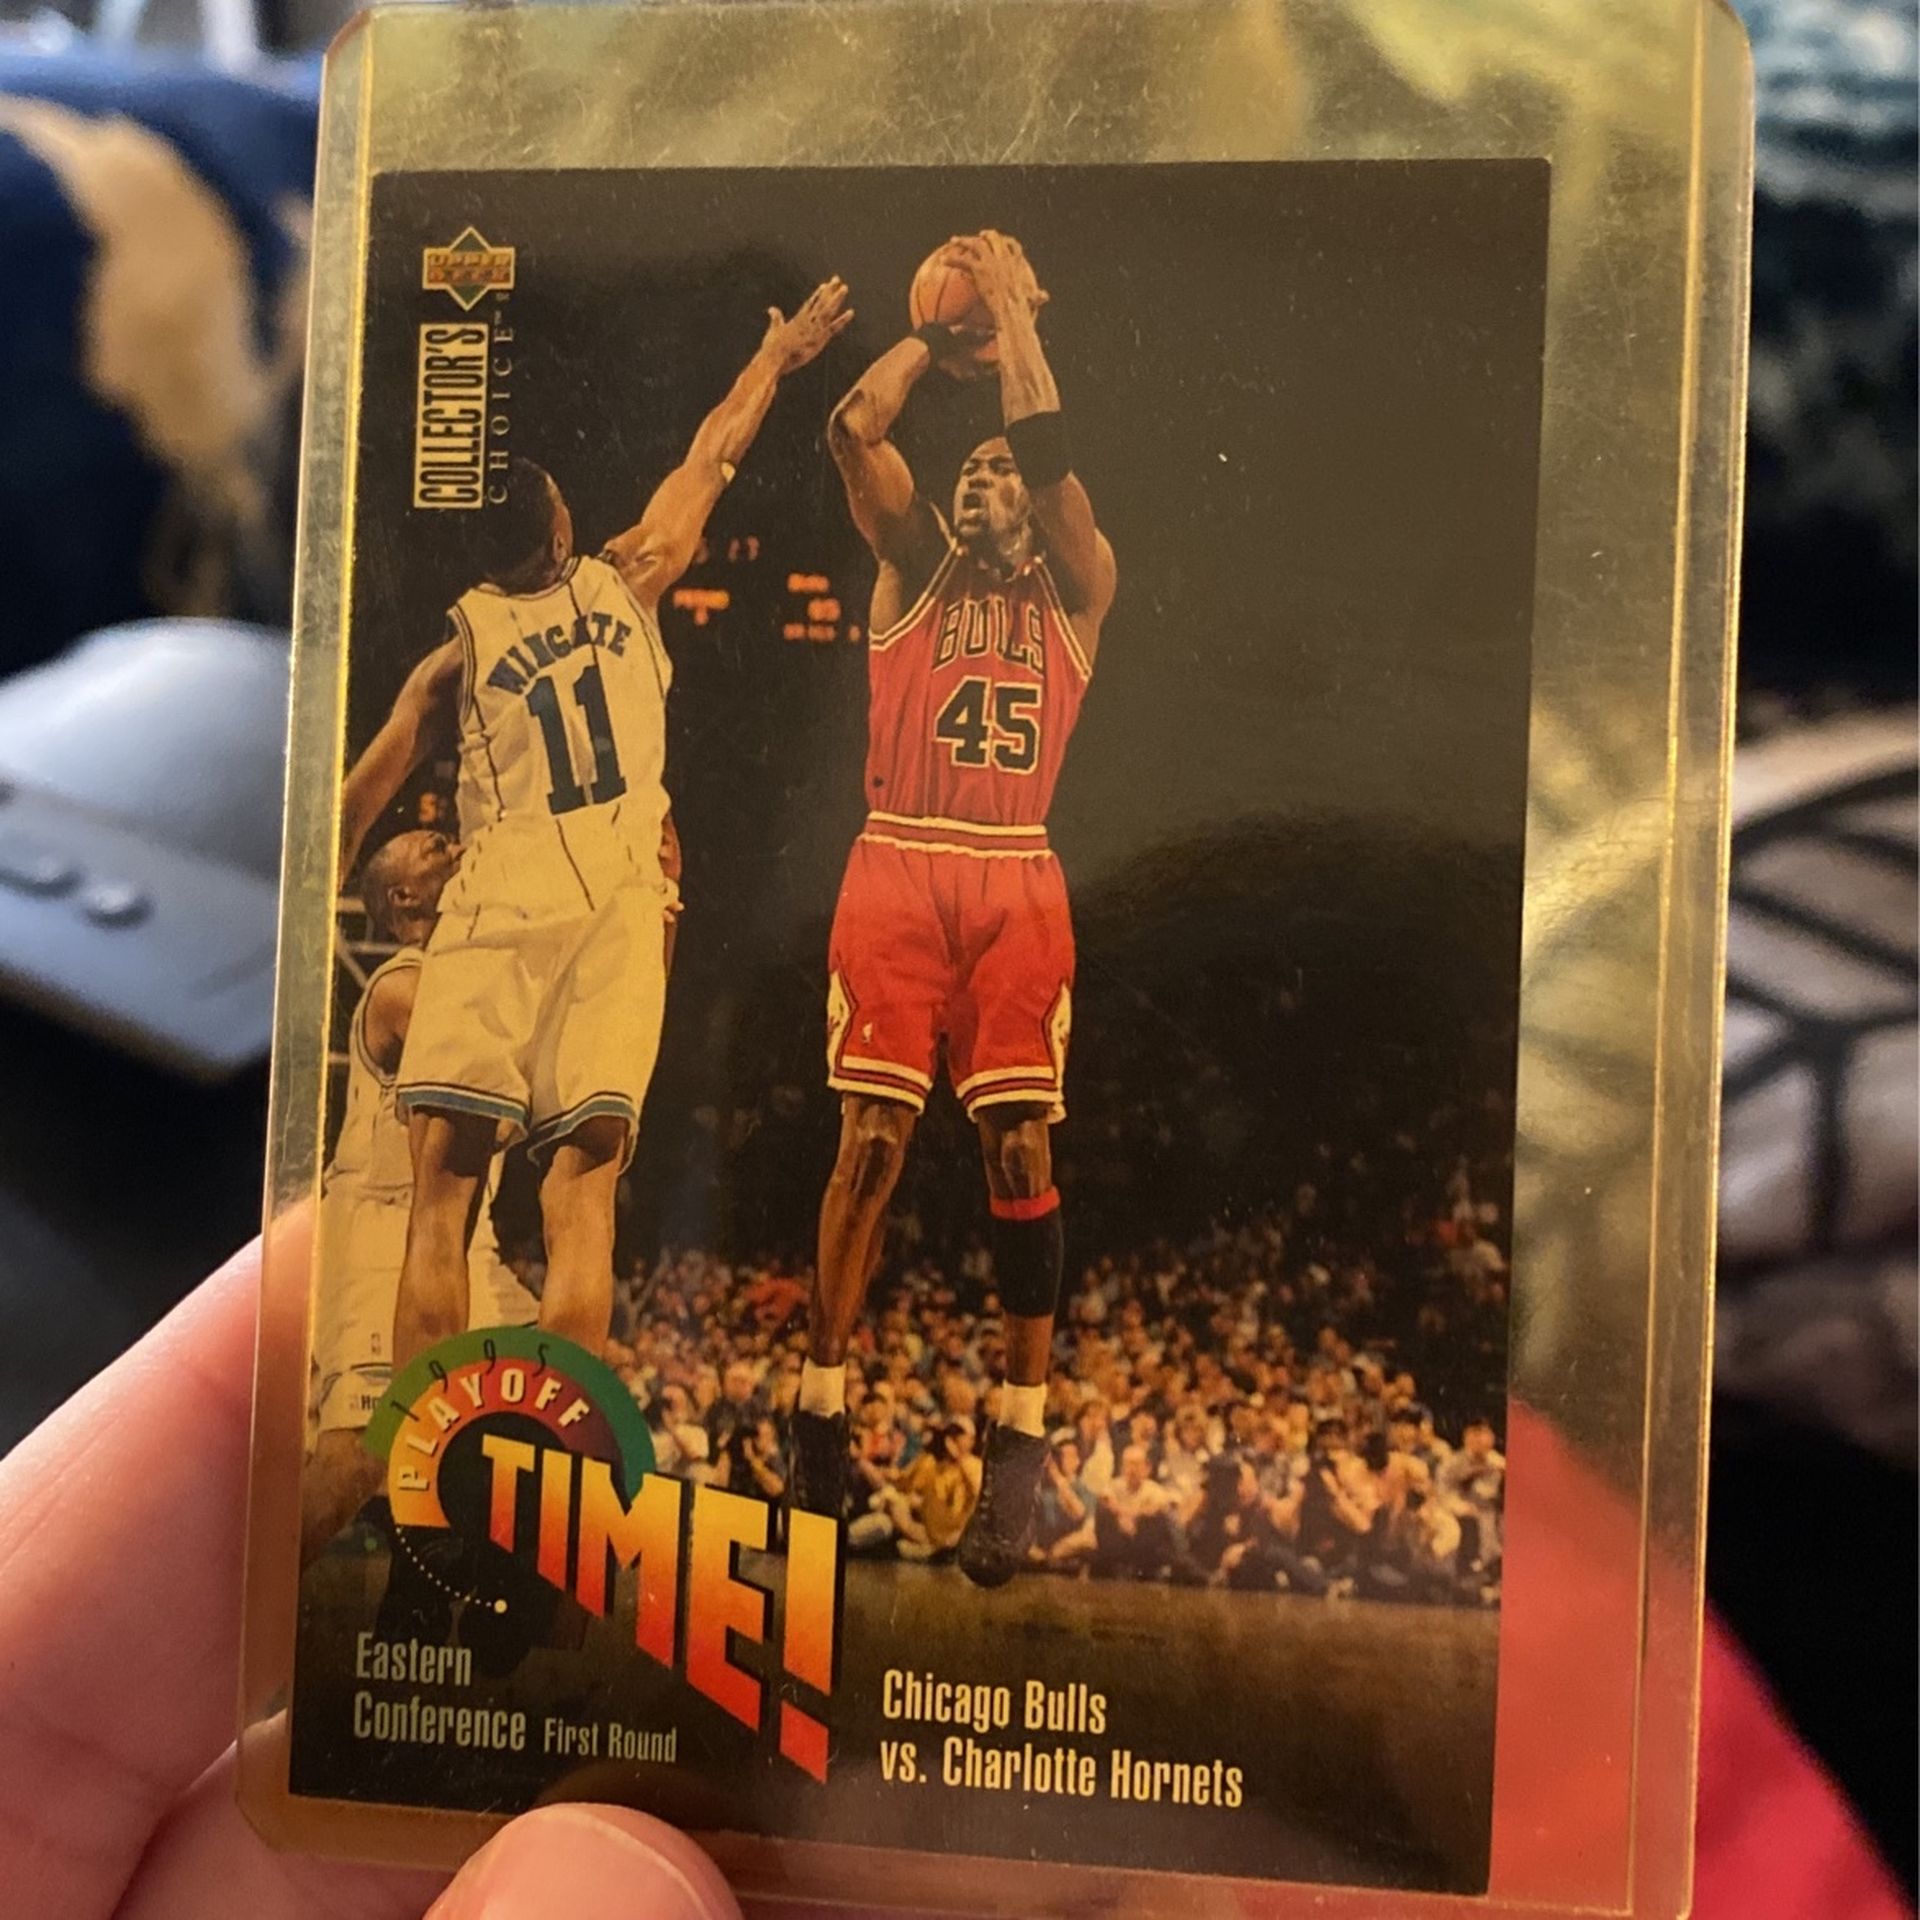 UPPER
DECK
COLLECTOR'S
CHOICE™
WINGATE
11
BULLS
45
1995
PLAYOFF
TIME!
Eastern
Conference First Round
Chicago Bulls
vs. Charlotte Hornets